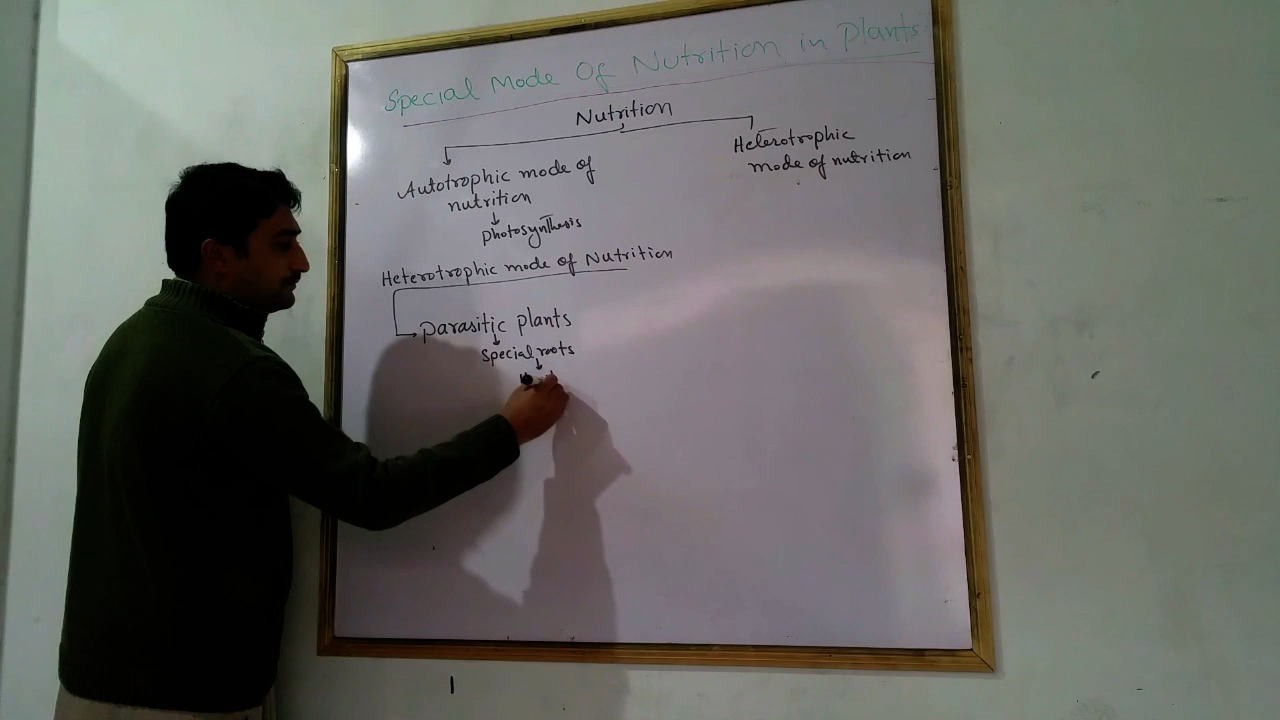 Special Mode Of Nutrition in Plants
Nutrition
Autotrophic mode of
nutrition
photosynthesis
Heterotrophic
mode of nutrition
Heterotrophic mode of Nutrition
parasitic plants
special roots